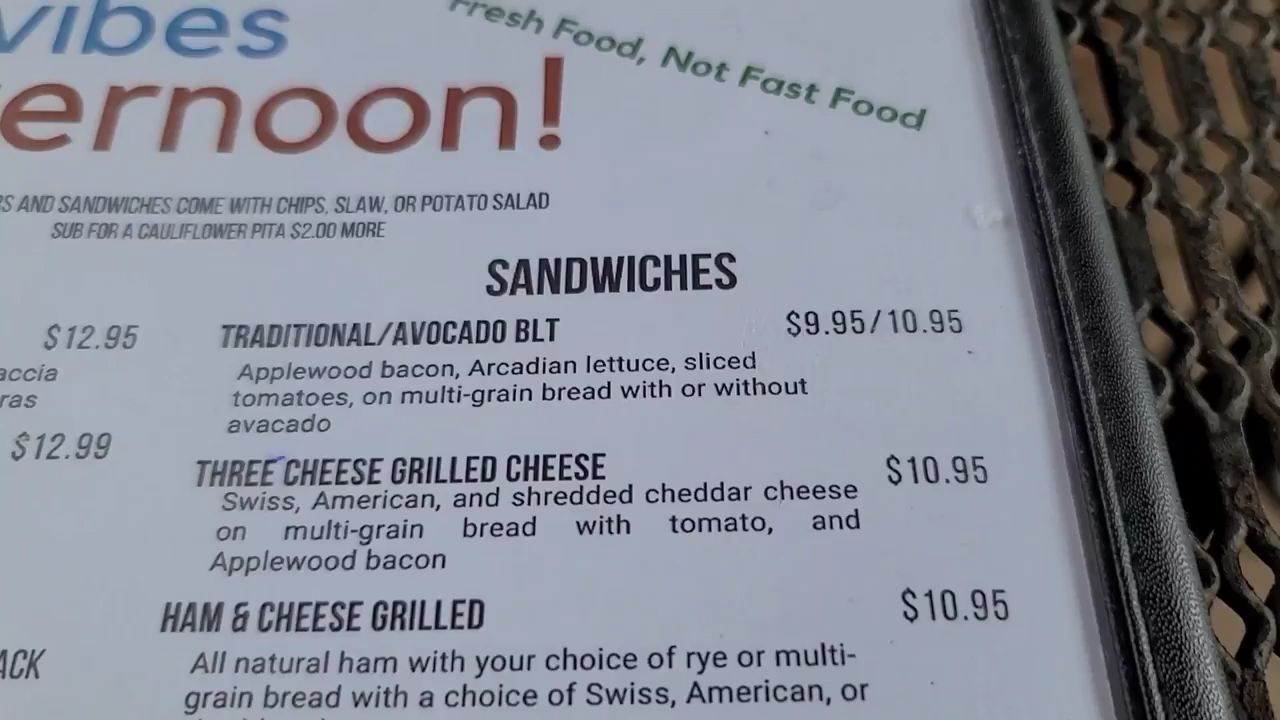 vibes
ernoon!
Fresh Food, Not Fast Food
AND SANDWICHES COME WITH CHIPS, SLAW, OR POTATO SALAD
SUB FOR A CAULIFLOWER PITA $2.00 MORE
SANDWICHES
$12.95
accia
ras
$12.99
ACK
TRADITIONAL/AVOCADO BLT $9.95/10.95
Applewood bacon, Arcadian lettuce, sliced
tomatoes, on multi-grain bread with or without
avacado
THREE CHEESE GRILLED CHEESE $10.95
Swiss, American, and shredded cheddar cheese
on multi-grain bread with tomato, and
Applewood bacon
HAM & CHEESE GRILLED $10.95
All natural ham with your choice of rye or multi-
grain bread with a choice of Swiss, American, or